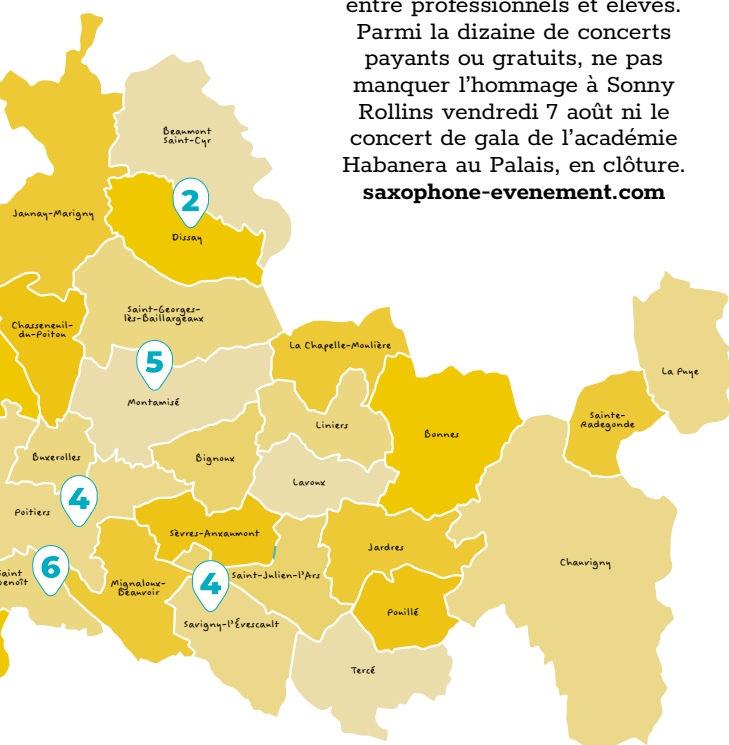 entre professionnels et élèves.
Parmi la dizaine de concerts
payants ou gratuits, ne pas
manquer l'hommage à Sonny
Rollins vendredi 7 août ni le
concert de gala de l'académie
Habanera au Palais, en clôture.
saxophone-evenement.com
Beaumont
Saint-Cyr
Jaunay-Marigny
2
Dissay
Saint-Georges-
lès-Baillargeaux
Chasseneuil-
du-Poitou
La Chapelle-Moulière
5
La Puye
Montamisé
Sainte-
Radegonde
Liniers
Bonnes
Buxerolles
Bignoux
Lavoux
4
Poitiers
Sèvres-Anxaumont
Jardres
Chauvigny
6
Saint
Benoît
Mignaloux-
Beauvoir
4
Saint-Julien-l'Ars
Pouillé
Savigny-l'Évescault
Tercé